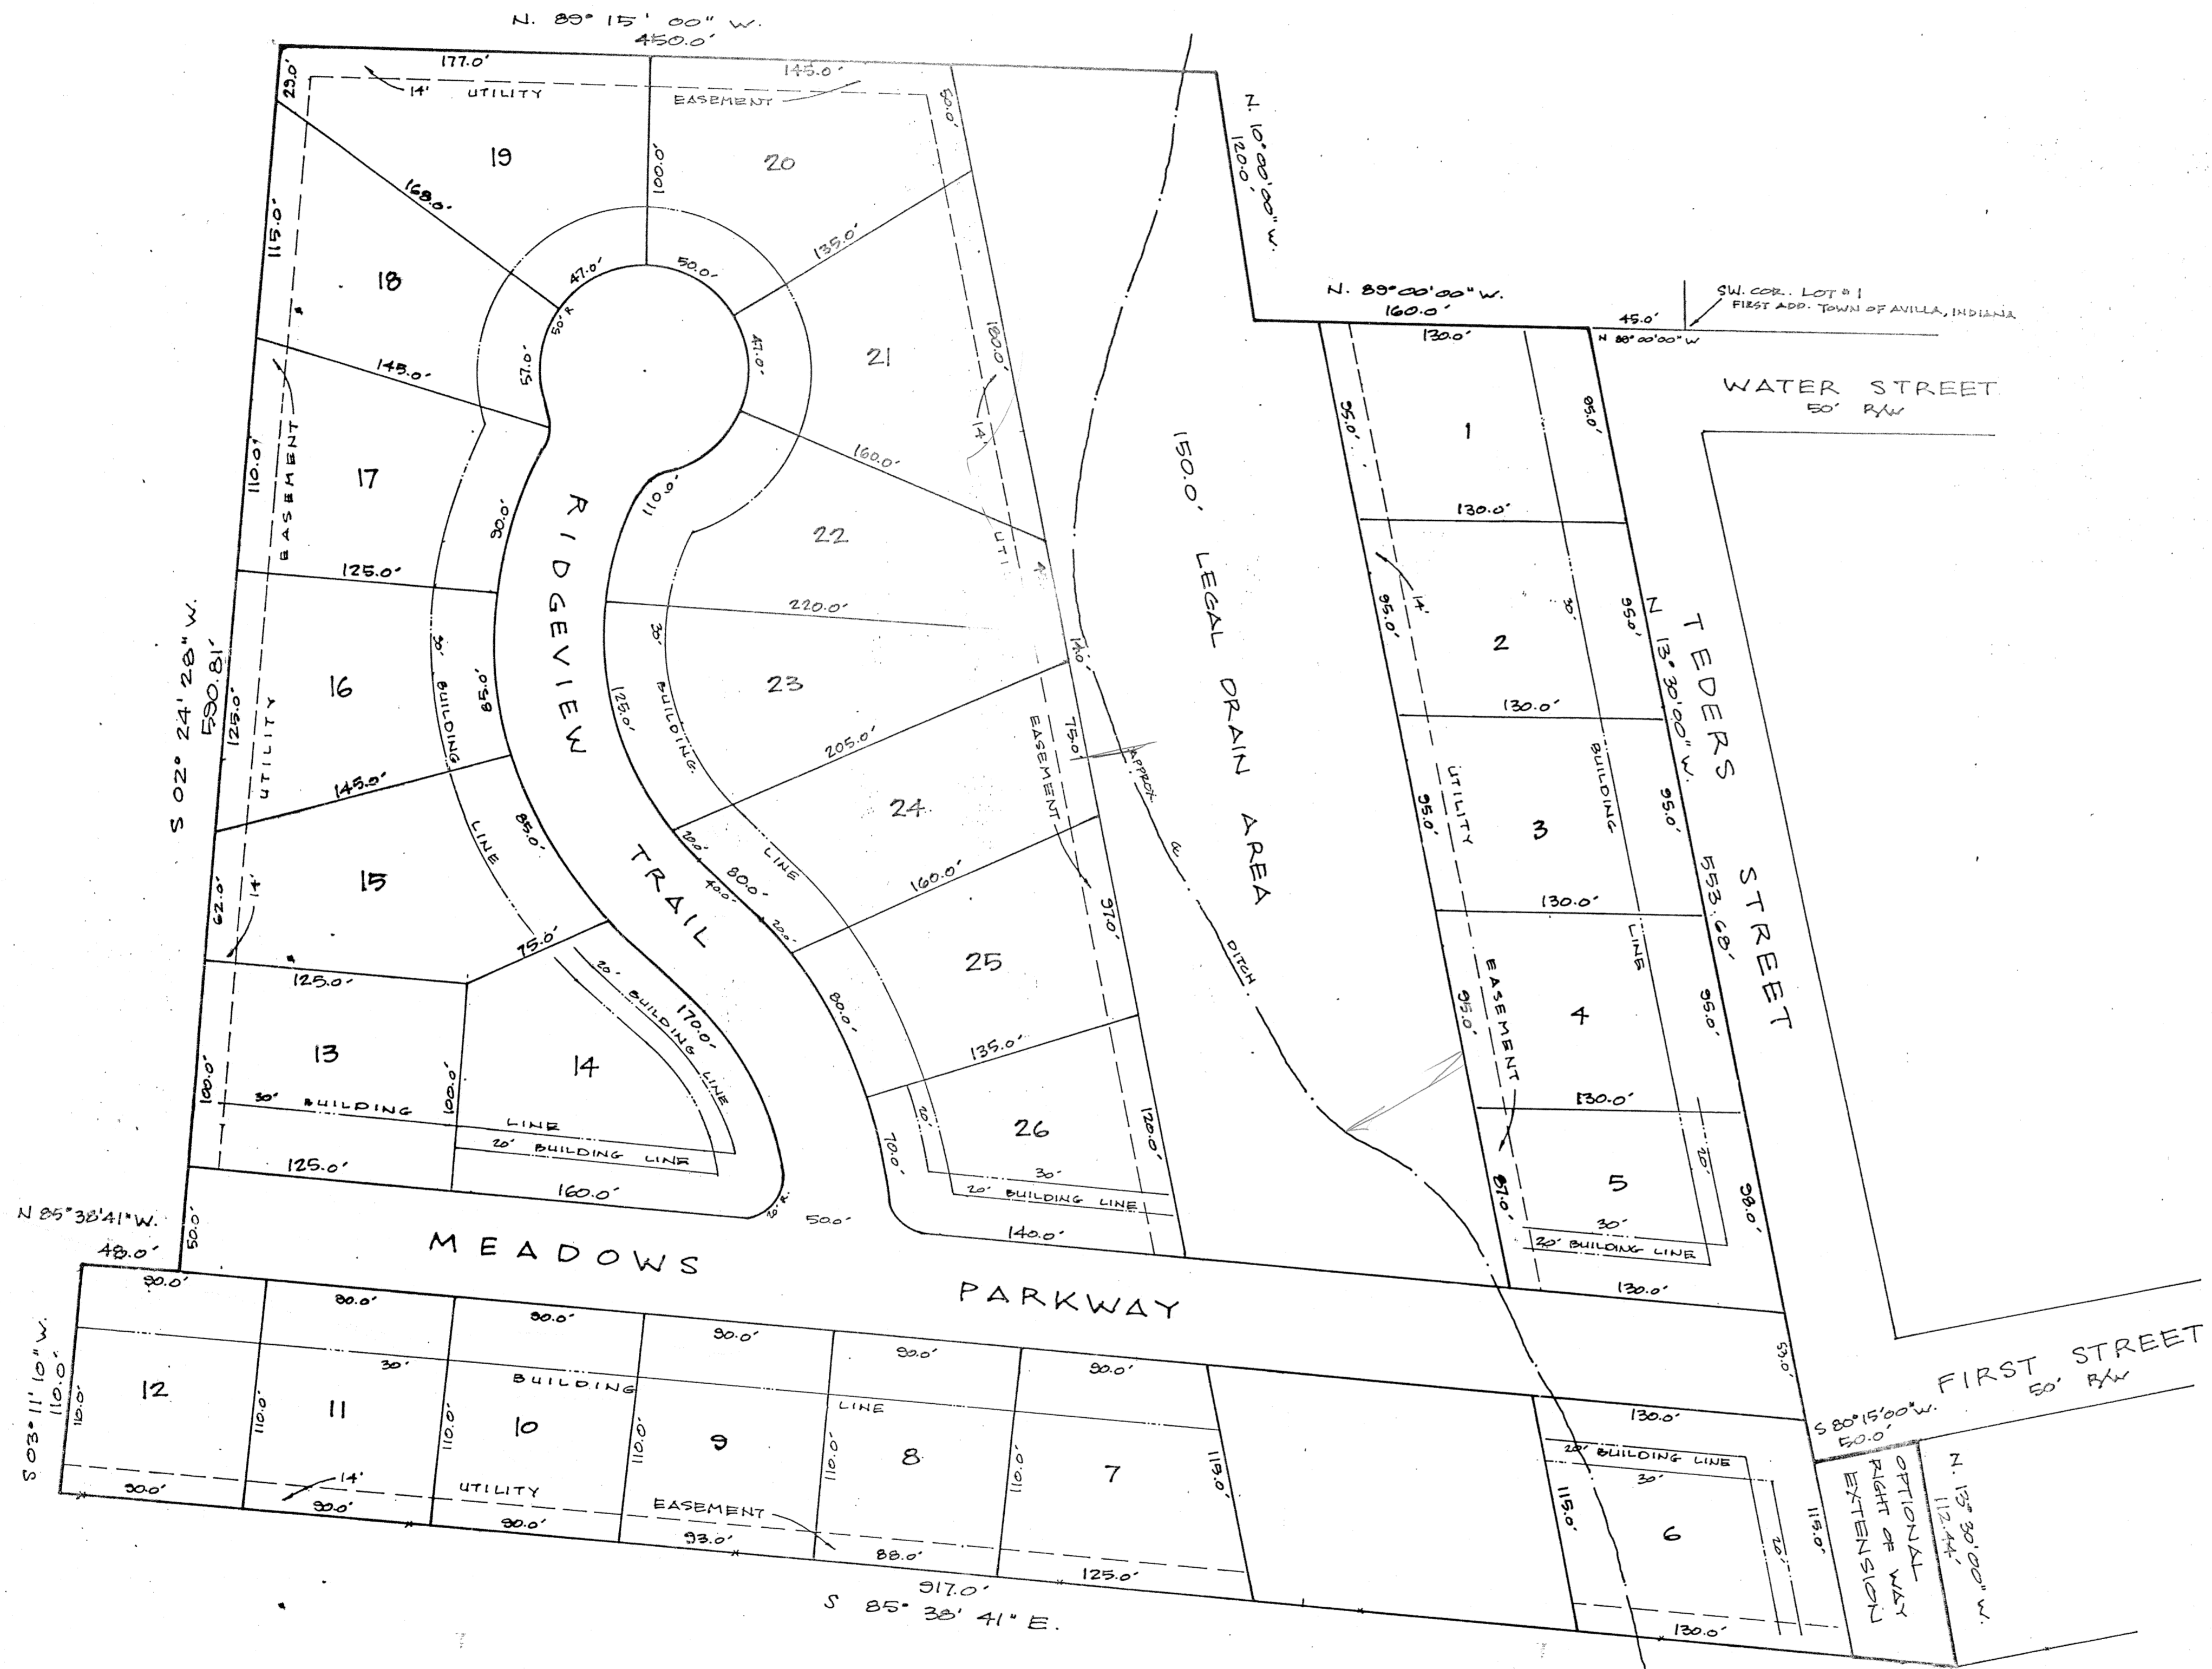 N. 89° 15' 00" W.
450.0'
177.0'
145.0'
29.0'
14' UTILITY
EASEMENT
60.0'
19
20
100.0'
168.0'
115.0'
18
135.0'
47.0'
50.0'
50' R
57.0'
47.0'
21
180.0'
14'
145.0'
160.0'
110.0'
EASEMENT
17
90.0'
110.0'
22
UTI
125.0'
220.0'
S 02° 24' 28" W.
590.81'
125.0'
UTILITY
16
30'
BUILDING
85.0'
RIDGEVIEW
TRAIL
125.0'
30'
BUILDING
23
14.0'
75.0'
EASEMENT
205.0'
145.0'
LINE
85.0'
20.0'
80.0'
40.0'
20.0'
LINE
24
160.0'
97.0'
62.0'
14'
15
75.0'
125.0'
25
80.0'
135.0'
20'
BUILDING
LINE
170.0'
13
14
100.0'
100.0'
30' BUILDING
LINE
20' BUILDING LINE
125.0'
160.0'
50.0'
70.0'
20'
26
120.0'
30'
20' BUILDING LINE
140.0'
N. 10°00'00" W.
120.0'
N. 89°00'00" W.
160.0'
45.0'
N 89°00'00" W
SW. COR. LOT #1
FIRST ADD. TOWN OF AVILLA, INDIANA
WATER STREET
50' R/W
150.0' LEGAL DRAIN AREA
APPROX
DITCH
130.0'
95.0'
1
95.0'
130.0'
14'
95.0'
2
30'
95.0'
130.0'
N 13° 30' 00" W.
553.68'
TEDERS STREET
UTILITY
95.0'
3
BUILDING
95.0'
130.0'
LINE
EASEMENT
95.0'
4
95.0'
130.0'
20'
5
97.0'
98.0'
30'
20' BUILDING LINE
130.0'
53.0'
FIRST STREET
50' R/W
S 80°15'00" W.
50.0'
OPTIONAL
RIGHT OF WAY
EXTENSION
N. 13° 30' 00" W.
112.44'
N 85°38'41" W.
48.0'
50.0'
MEADOWS
PARKWAY
S 03° 11' 10" W.
110.0'
90.0'
90.0'
90.0'
90.0'
90.0'
90.0'
130.0'
110.0'
12
110.0'
30'
11
110.0'
BUILDING
10
110.0'
9
110.0'
LINE
8
110.0'
7
115.0'
115.0'
20' BUILDING LINE
30'
6
20'
115.0'
14'
UTILITY
EASEMENT
90.0'
90.0'
90.0'
93.0'
88.0'
125.0'
130.0'
917.0'
S 85° 38' 41" E.